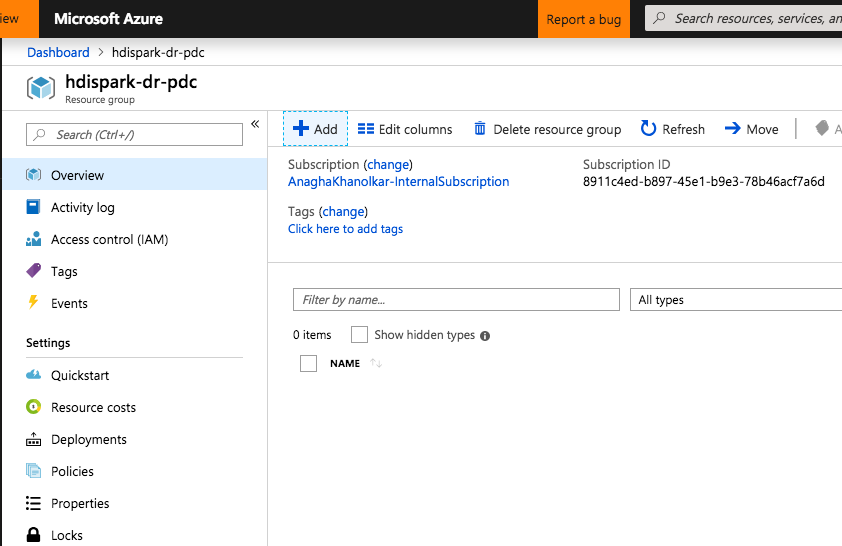 iew
Microsoft Azure
Report a bug
Search resources, services, an
Dashboard > hdispark-dr-pdc
hdispark-dr-pdc
Resource group
Search (Ctrl+/)
«
Add
Edit columns
Delete resource group
Refresh
Move
A
Overview
Activity log
Access control (IAM)
Tags
Events
Settings
Quickstart
Resource costs
Deployments
Policies
Properties
Locks
Subscription (change)
AnaghaKhanolkar-InternalSubscription
Subscription ID
8911c4ed-b897-45e1-b9e3-78b46acf7a6d
Tags (change)
Click here to add tags
Filter by name...
All types
0 items
Show hidden types
NAME